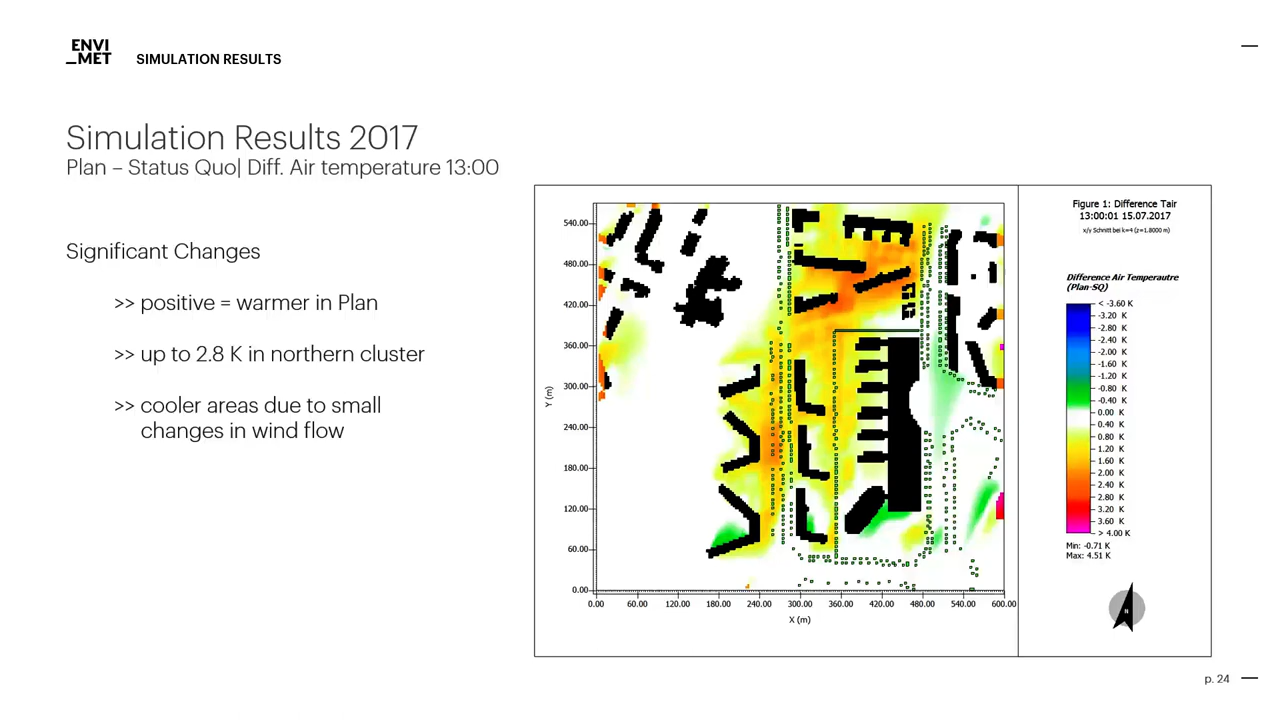 ENVI
_MET
SIMULATION RESULTS
Simulation Results 2017
Plan – Status Quo| Diff. Air temperature 13:00
Significant Changes
>> positive = warmer in Plan
>> up to 2.8 K in northern cluster
>> cooler areas due to small
changes in wind flow
540.00
480.00
420.00
360.00
300.00
240.00
180.00
120.00
60.00
0.00
Y (m)
0.00 60.00 120.00 180.00 240.00 300.00 360.00 420.00 480.00 540.00 600.00
X (m)
Figure 1: Difference Tair
13:00:01 15.07.2017
x/y Schnitt bei k=4 (z=1.8000 m)
Difference Air Temperautre
(Plan-SQ)
< -3.60 K
-3.20 K
-2.80 K
-2.40 K
-2.00 K
-1.60 K
-1.20 K
-0.80 K
-0.40 K
0.00 K
0.40 K
0.80 K
1.20 K
1.60 K
2.00 K
2.40 K
2.80 K
3.20 K
3.60 K
> 4.00 K
Min: -0.71 K
Max: 4.51 K
N
p. 24